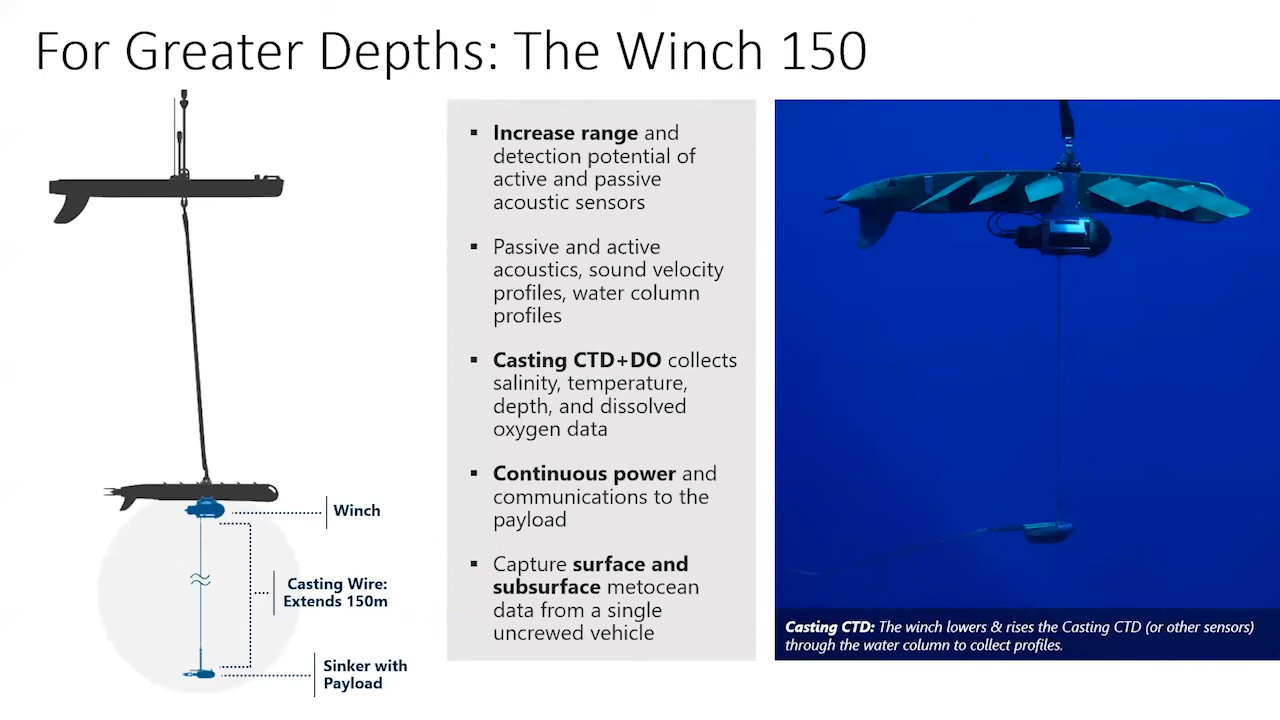 For Greater Depths: The Winch 150
Winch
Casting Wire:
Extends 150m
Sinker with
Payload
▪ Increase range and
detection potential of
active and passive
acoustic sensors
▪ Passive and active
acoustics, sound velocity
profiles, water column
profiles
▪ Casting CTD+DO collects
salinity, temperature,
depth, and dissolved
oxygen data
▪ Continuous power and
communications to the
payload
▪ Capture surface and
subsurface metocean
data from a single
uncrewed vehicle
Casting CTD: The winch lowers & rises the Casting CTD (or other sensors)
through the water column to collect profiles.